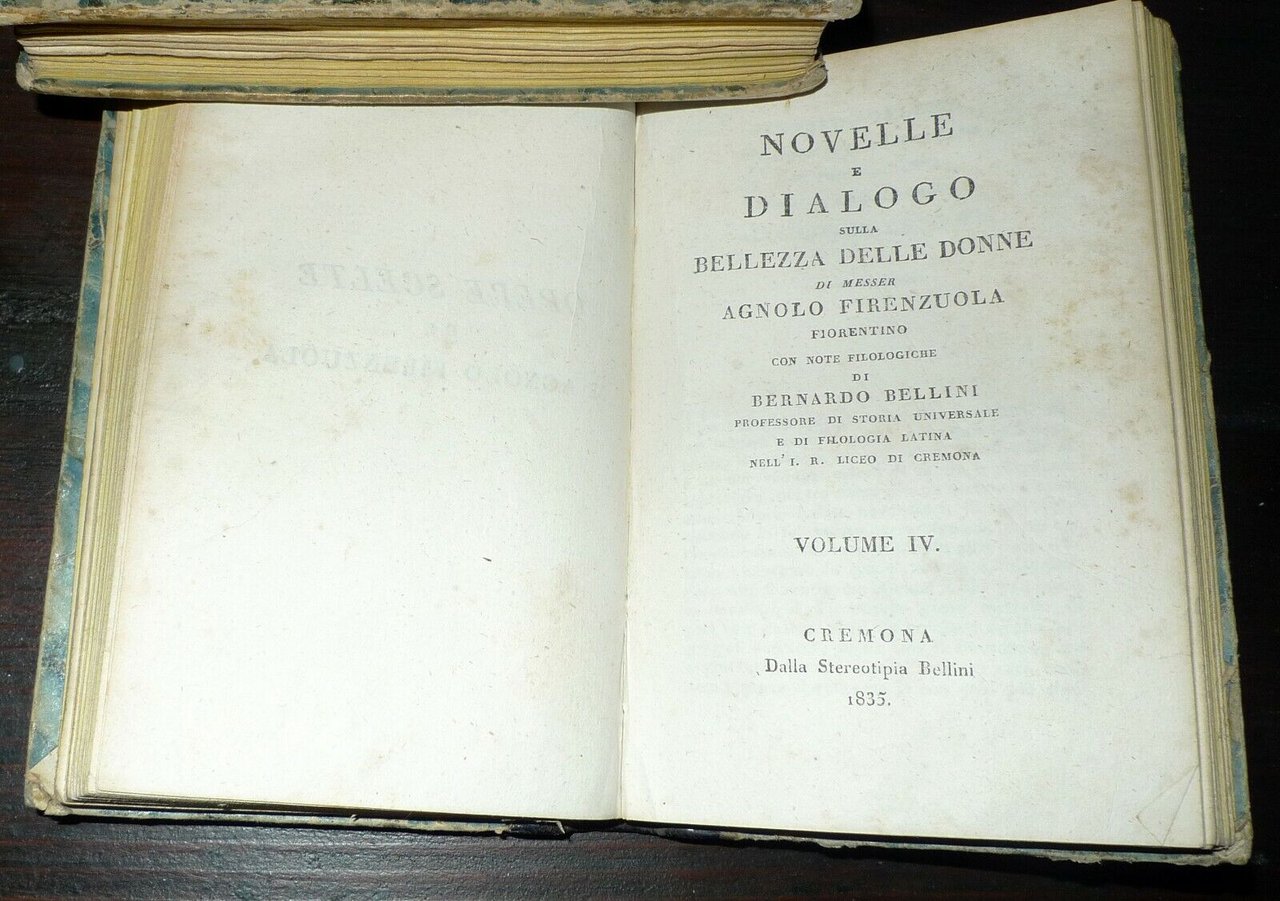 NOVELLE
E
DIALOGO
SULLA
BELLEZZA DELLE DONNE
DI MESSER
AGNOLO FIRENZUOLA
FIORENTINO
CON NOTE FILOLOGICHE
DI
BERNARDO BELLINI
PROFESSORE DI STORIA UNIVERSALE
E DI FILOLOGIA LATINA
NELL' I. R. LICEO DI CREMONA
VOLUME IV.
CREMONA
Dalla Stereotipia Bellini
1835.